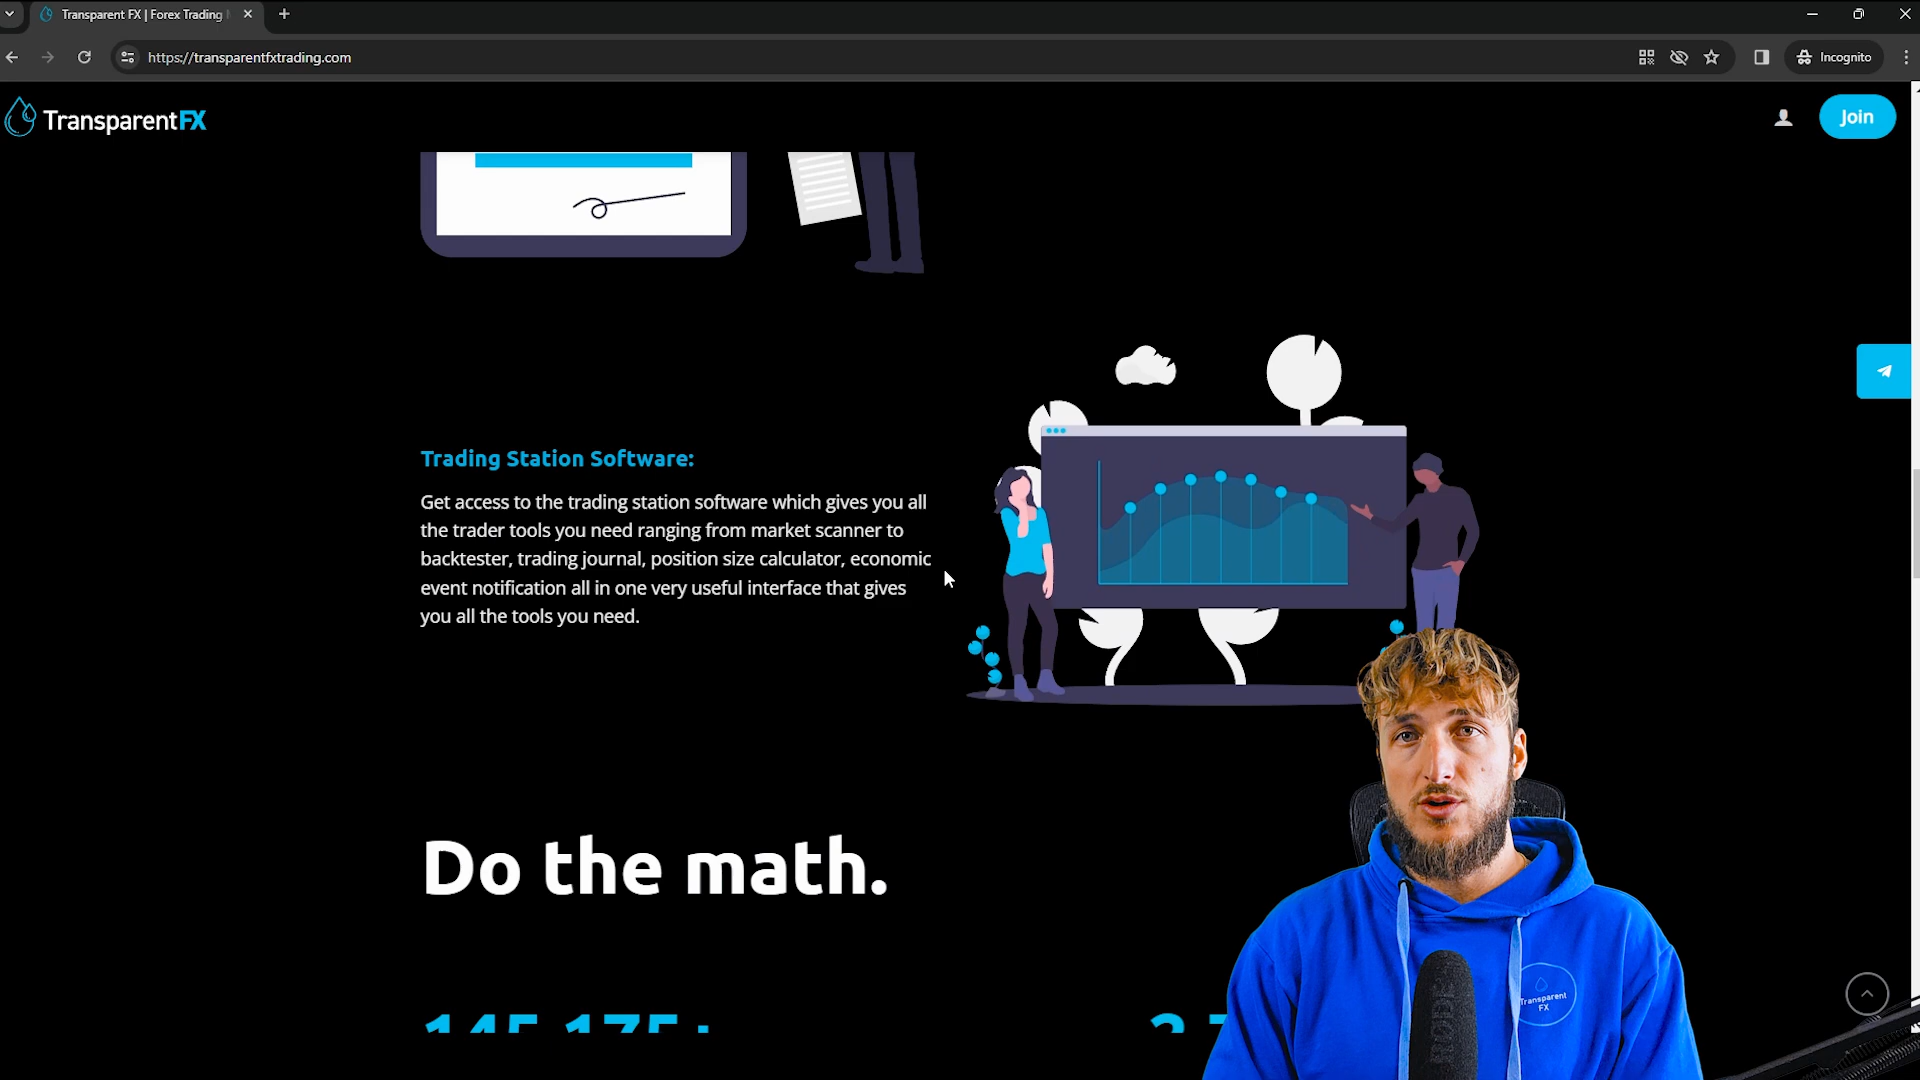 Transparent FX | Forex Trading
https://transparentfxtrading.com
Incognito
TransparentFX
Join
Trading Station Software:
Get access to the trading station software which gives you all
the trader tools you need ranging from market scanner to
backtester, trading journal, position size calculator, economic
event notification all in one very useful interface that gives
you all the tools you need.
Do the math.
Transparent
FX
RODE